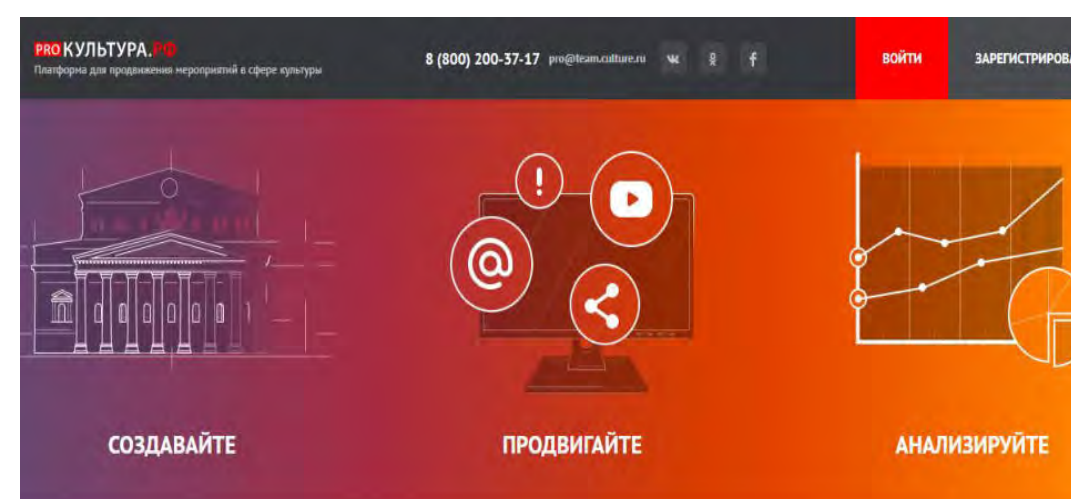 PRO КУЛЬТУРА.РФ
Платформа для продвижения мероприятий в сфере культуры
8 (800) 200-37-17 pro@team.culture.ru
ВОЙТИ
ЗАРЕГИСТРИРОВА
СОЗДАВАЙТЕ
ПРОДВИГАЙТЕ
АНАЛИЗИРУЙТЕ